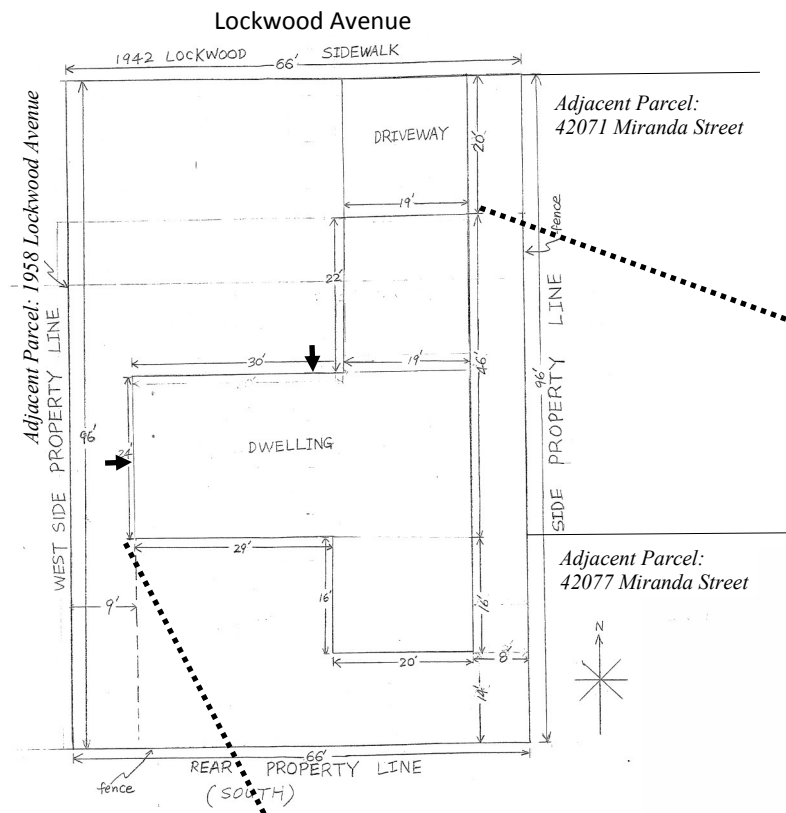 Lockwood Avenue
1942 LOCKWOOD SIDEWALK
66'
Adjacent Parcel: 1958 Lockwood Avenue
Adjacent Parcel:
42071 Miranda Street
DRIVEWAY
20'
19'
fence
22'
30'
19'
46'
96'
96'
WEST SIDE PROPERTY LINE
SIDE PROPERTY LINE
24'
DWELLING
29'
Adjacent Parcel:
42077 Miranda Street
9'
16'
16'
20'
8'
14'
N
66'
REAR PROPERTY LINE
(SOUTH)
fence